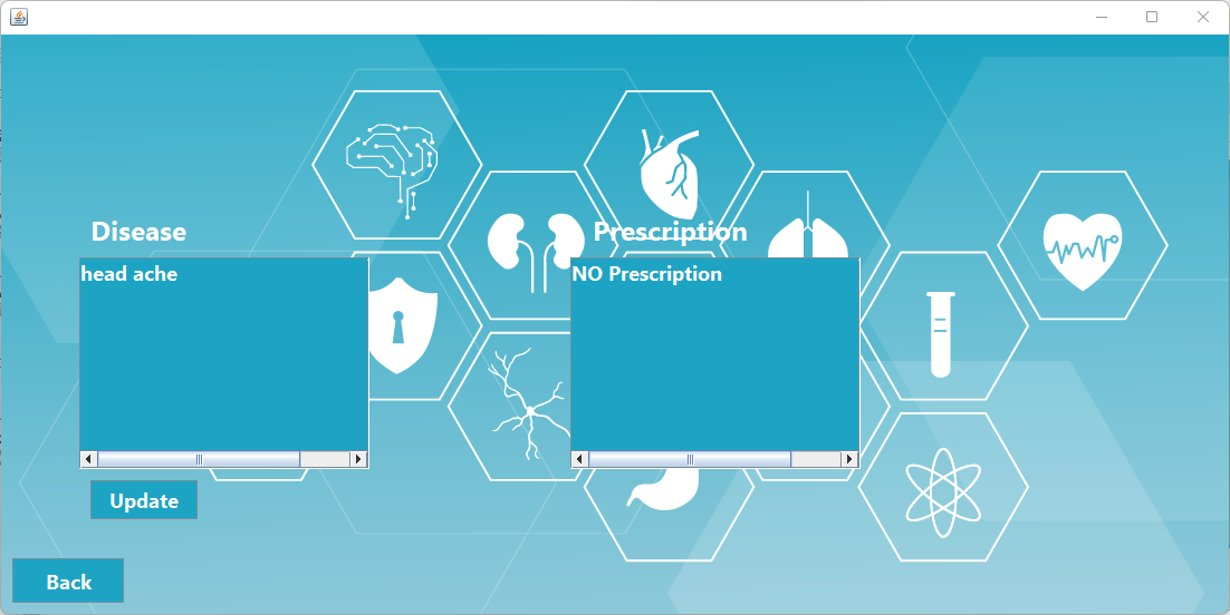 Disease
Prescription
head ache
NO Prescription
Update
Back